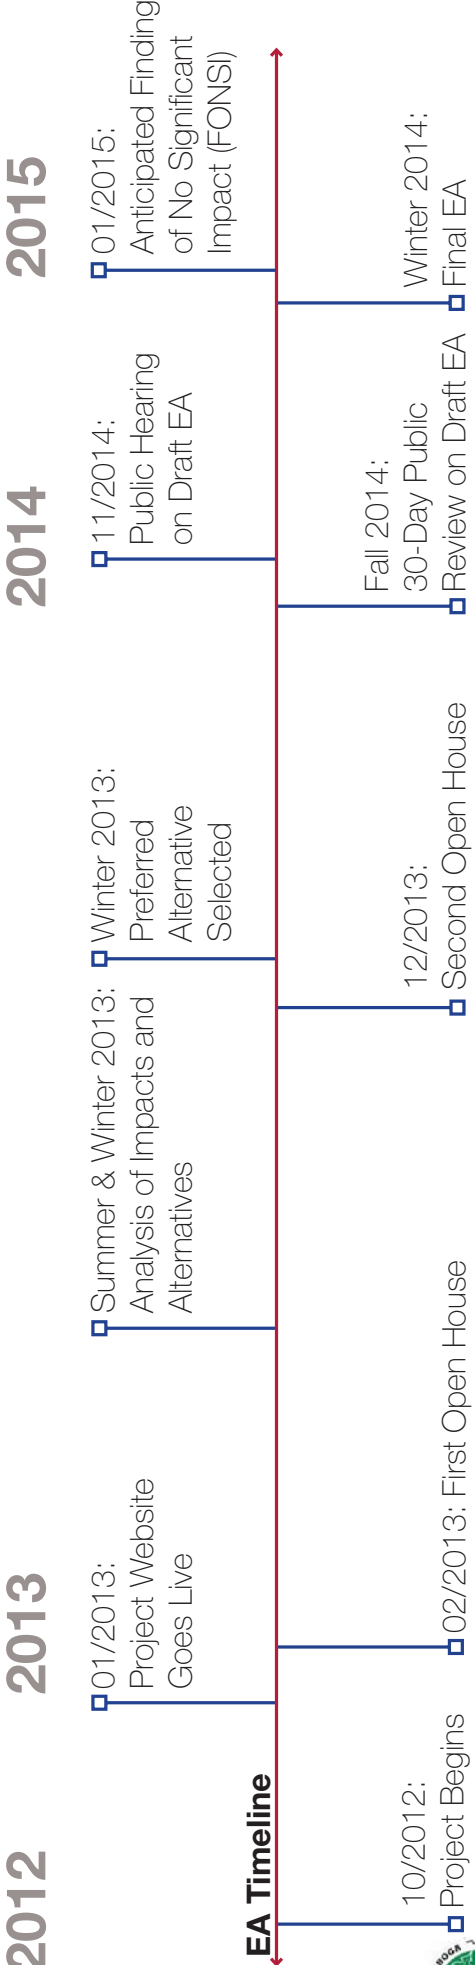 2012
2013
2014
2015
01/2013:
Project Website
Goes Live
Summer & Winter 2013:
Analysis of Impacts and
Alternatives
Winter 2013:
Preferred
Alternative
Selected
11/2014:
Public Hearing
on Draft EA
01/2015:
Anticipated Finding
of No Significant
Impact (FONSI)
EA Timeline
10/2012:
Project Begins
02/2013: First Open House
12/2013:
Second Open House
Fall 2014:
30-Day Public
Review on Draft EA
Winter 2014:
Final EA